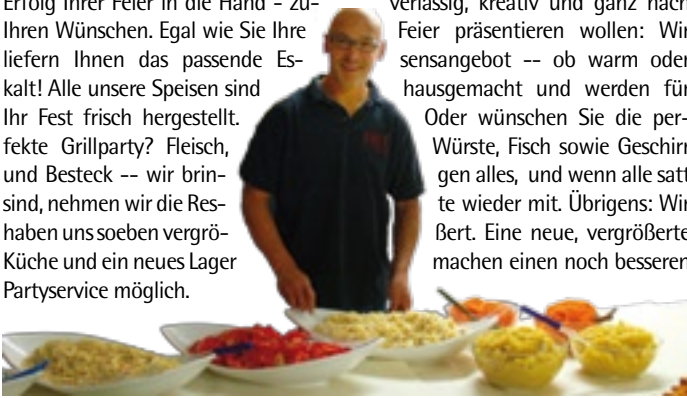 Erfolg Ihrer Feier in die Hand - zu- verlässig, kreativ und ganz nach
Ihren Wünschen. Egal wie Sie Ihre Feier präsentieren wollen: Wir
liefern Ihnen das passende Es- sensangebot -- ob warm oder
kalt! Alle unsere Speisen sind hausgemacht und werden für
Ihr Fest frisch hergestellt. Oder wünschen Sie die per-
fekte Grillparty? Fleisch, Würste, Fisch sowie Geschirr
und Besteck -- wir brin- gen alles, und wenn alle satt
sind, nehmen wir die Res- te wieder mit. Übrigens: Wir
haben uns soeben vergrö- ßert. Eine neue, vergrößerte
Küche und ein neues Lager machen einen noch besseren
Partyservice möglich.